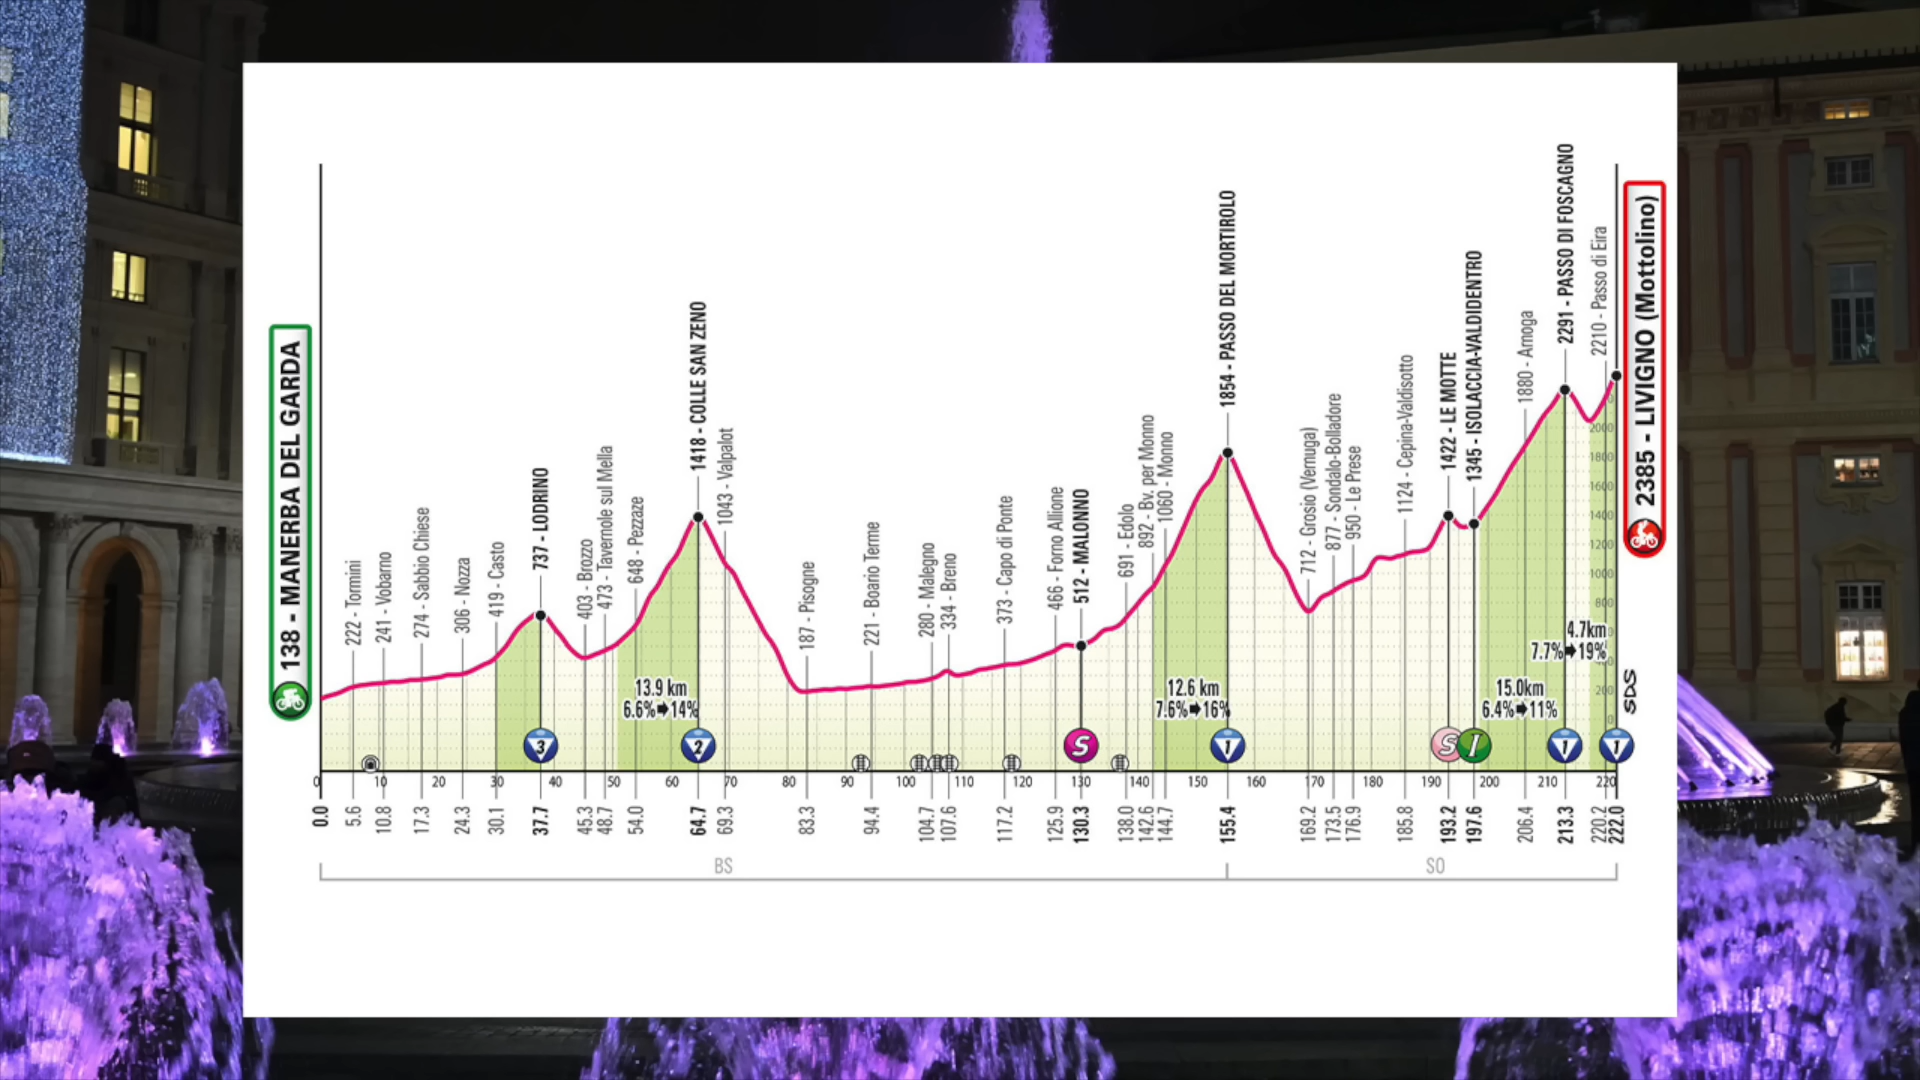 138 - MANERBA DEL GARDA
222 - Tormini
241 - Vobarno
274 - Sabbio Chiese
306 - Nozza
419 - Casto
737 - LODRINO
403 - Brozzo
473 - Tavernole sul Mella
648 - Pezzaze
1418 - COLLE SAN ZENO
1043 - Valpalot
187 - Pisogne
221 - Boario Terme
280 - Malegno
334 - Breno
373 - Capo di Ponte
466 - Forno Allione
512 - MALONNO
691 - Edolo
892 - Bv. per Monno
1060 - Monno
1854 - PASSO DEL MORTIROLO
712 - Grosio (Vernuga)
877 - Sondalo-Bolladore
950 - Le Prese
1124 - Cepina-Valdisotto
1422 - LE MOTTE
1345 - ISOLACCIA-VALDIDENTRO
1880 - Arnoga
2291 - PASSO DI FOSCAGNO
2210 - Passo di Eira
2385 - LIVIGNO (Mottolino)
2000
1800
1600
1400
1200
1000
800
400
200
0
13.9 km
6.6% 14%
12.6 km
7.6% 16%
15.0km
6.4% 11%
4.7km
7.7% 19%
SDS
3
2
S
1
S
I
1
1
0 10 20 30 40 50 60 70 80 90 100 110 120 130 140 150 160 170 180 190 200 210 220
0.0
5.6
10.8
17.3
24.3
30.1
37.7
45.3
48.7
54.0
64.7
69.3
83.3
94.4
104.7
107.6
117.2
125.9
130.3
138.0
142.6
144.7
155.4
169.2
173.5
176.9
185.8
193.2
197.6
206.4
213.3
220.2
222.0
BS
SO